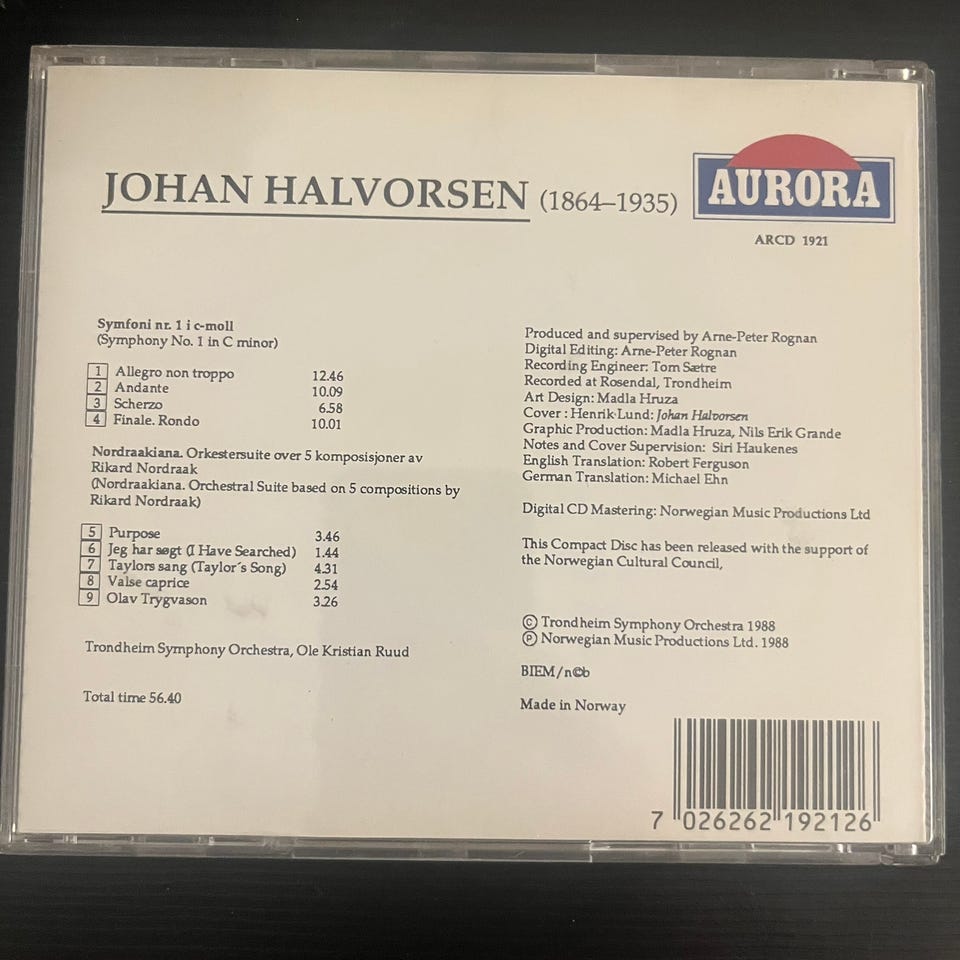 JOHAN HALVORSEN (1864–1935)
AURORA
ARCD 1921
Symfoni nr. 1 i c-moll
(Symphony No. 1 in C minor)
1 Allegro non troppo 12.46
2 Andante 10.09
3 Scherzo 6.58
4 Finale. Rondo 10.01
Nordraakiana. Orkestersuite over 5 komposisjoner av
Rikard Nordraak
(Nordraakiana. Orchestral Suite based on 5 compositions by
Rikard Nordraak)
5 Purpose 3.46
6 Jeg har søgt (I Have Searched) 1.44
7 Taylors sang (Taylor´s Song) 4.31
8 Valse caprice 2.54
9 Olav Trygvason 3.26
Trondheim Symphony Orchestra, Ole Kristian Ruud
Total time 56.40
Produced and supervised by Arne-Peter Rognan
Digital Editing: Arne-Peter Rognan
Recording Engineer: Tom Sætre
Recorded at Rosendal, Trondheim
Art Design: Madla Hruza
Cover : Henrik Lund: Johan Halvorsen
Graphic Production: Madla Hruza, Nils Erik Grande
Notes and Cover Supervision: Siri Haukenes
English Translation: Robert Ferguson
German Translation: Michael Ehn
Digital CD Mastering: Norwegian Music Productions Ltd
This Compact Disc has been released with the support of
the Norwegian Cultural Council,
© Trondheim Symphony Orchestra 1988
℗ Norwegian Music Productions Ltd. 1988
BIEM/n©b
Made in Norway
7 026262 192126